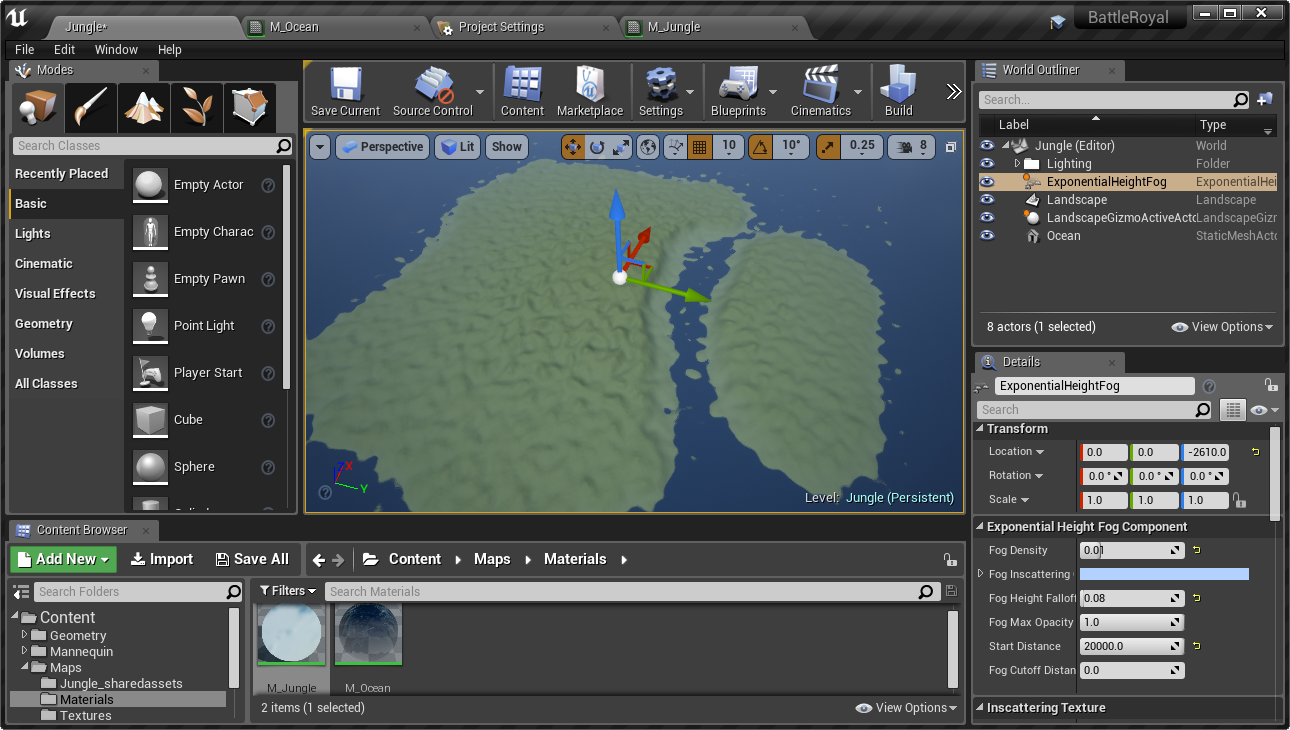 Jungle*
M_Ocean
Project Settings
M_Jungle
BattleRoyal
File Edit Window Help
Modes
Search Classes
Recently Placed
Basic
Lights
Cinematic
Visual Effects
Geometry
Volumes
All Classes
Empty Actor
Empty Charac
Empty Pawn
Point Light
Player Start
Cube
Sphere
Save Current
Source Control
Content
Marketplace
Settings
Blueprints
Cinematics
Build
Perspective
Lit
Show
10
10°
0.25
8
X
Y
Level: Jungle (Persistent)
World Outliner
Search...
Label Type
Jungle (Editor) World
Lighting Folder
ExponentialHeightFog ExponentialHei
Landscape Landscape
LandscapeGizmoActiveActo LandscapeGizm
Ocean StaticMeshActo
8 actors (1 selected)
View Options
Details
ExponentialHeightFog
Search
Transform
Location 0.0 0.0 -2610.0
Rotation 0.0 ° 0.0 ° 0.0 °
Scale 1.0 1.0 1.0
Exponential Height Fog Component
Fog Density 0.01
Fog Inscattering
Fog Height Falloff 0.08
Fog Max Opacity 1.0
Start Distance 20000.0
Fog Cutoff Distan 0.0
Inscattering Texture
Content Browser
Add New
Import
Save All
Content Maps Materials
Search Folders
Content
Geometry
Mannequin
Maps
Jungle_sharedassets
Materials
Textures
Filters
Search Materials
M_Jungle
M_Ocean
2 items (1 selected)
View Options